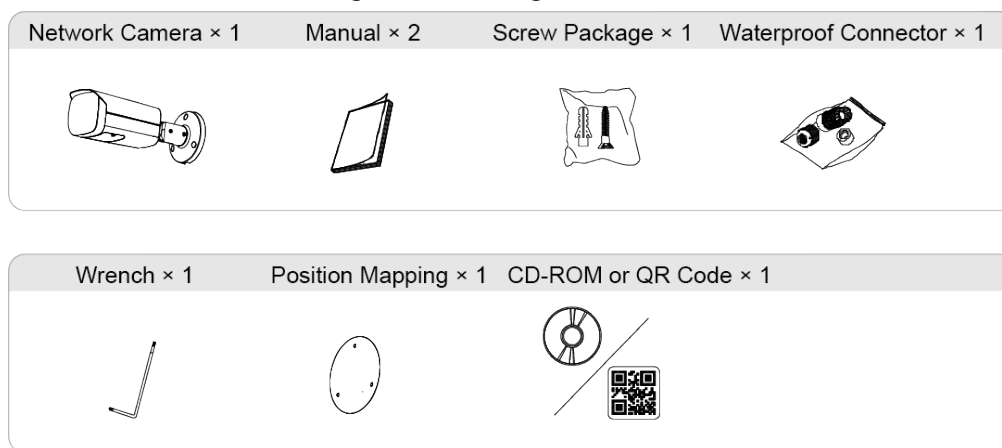 Network Camera × 1 Manual × 2 Screw Package × 1 Waterproof Connector × 1
Wrench × 1 Position Mapping × 1 CD-ROM or QR Code × 1